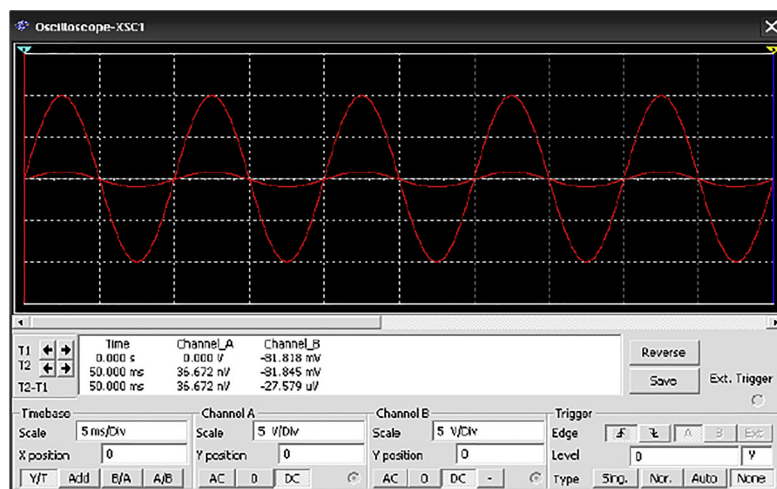 Oscilloscope-XSC1
T1
T2
T2-T1
Time Channel_A Channel_B
0.000 s 0.000 V -81.818 mV
50.000 ms 36.672 nV -81.845 mV
50.000 ms 36.672 nV -27.579 uV
Reverse
Save
Ext. Trigger
Timebase
Scale 5 ms/Div
X position 0
Y/T Add B/A A/B
Channel A
Scale 5 V/Div
Y position 0
AC 0 DC
Channel B
Scale 5 V/Div
Y position 0
AC 0 DC -
Trigger
Edge A B Ext
Level 0 V
Type Sing. Nor. Auto None